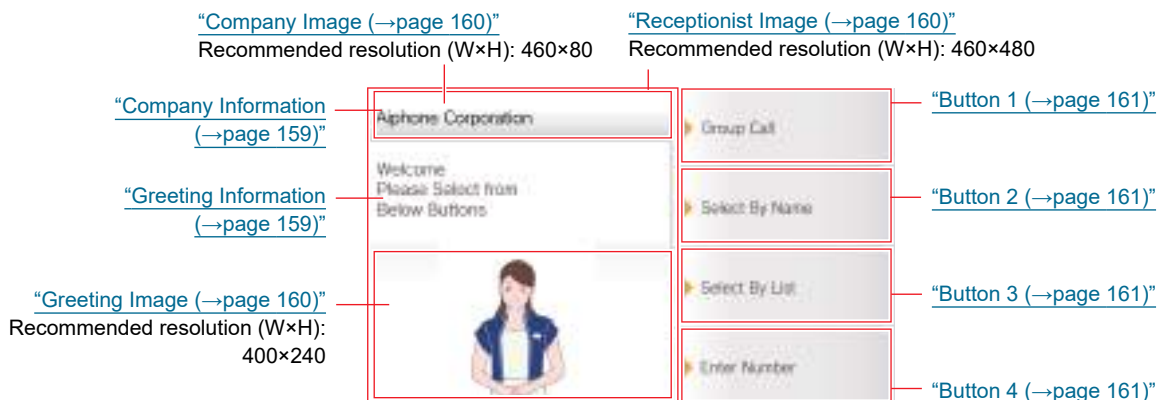 “Company Image (→page 160)”
Recommended resolution (W×H): 460×80
“Receptionist Image (→page 160)”
Recommended resolution (W×H): 460×480
“Company Information
(→page 159)”
“Greeting Information
(→page 159)”
“Greeting Image (→page 160)”
Recommended resolution (W×H):
400×240
Aiphone Corporation
Welcome
Please Select from
Below Buttons
Group Call
Select By Name
Select By List
Enter Number
“Button 1 (→page 161)”
“Button 2 (→page 161)”
“Button 3 (→page 161)”
“Button 4 (→page 161)”